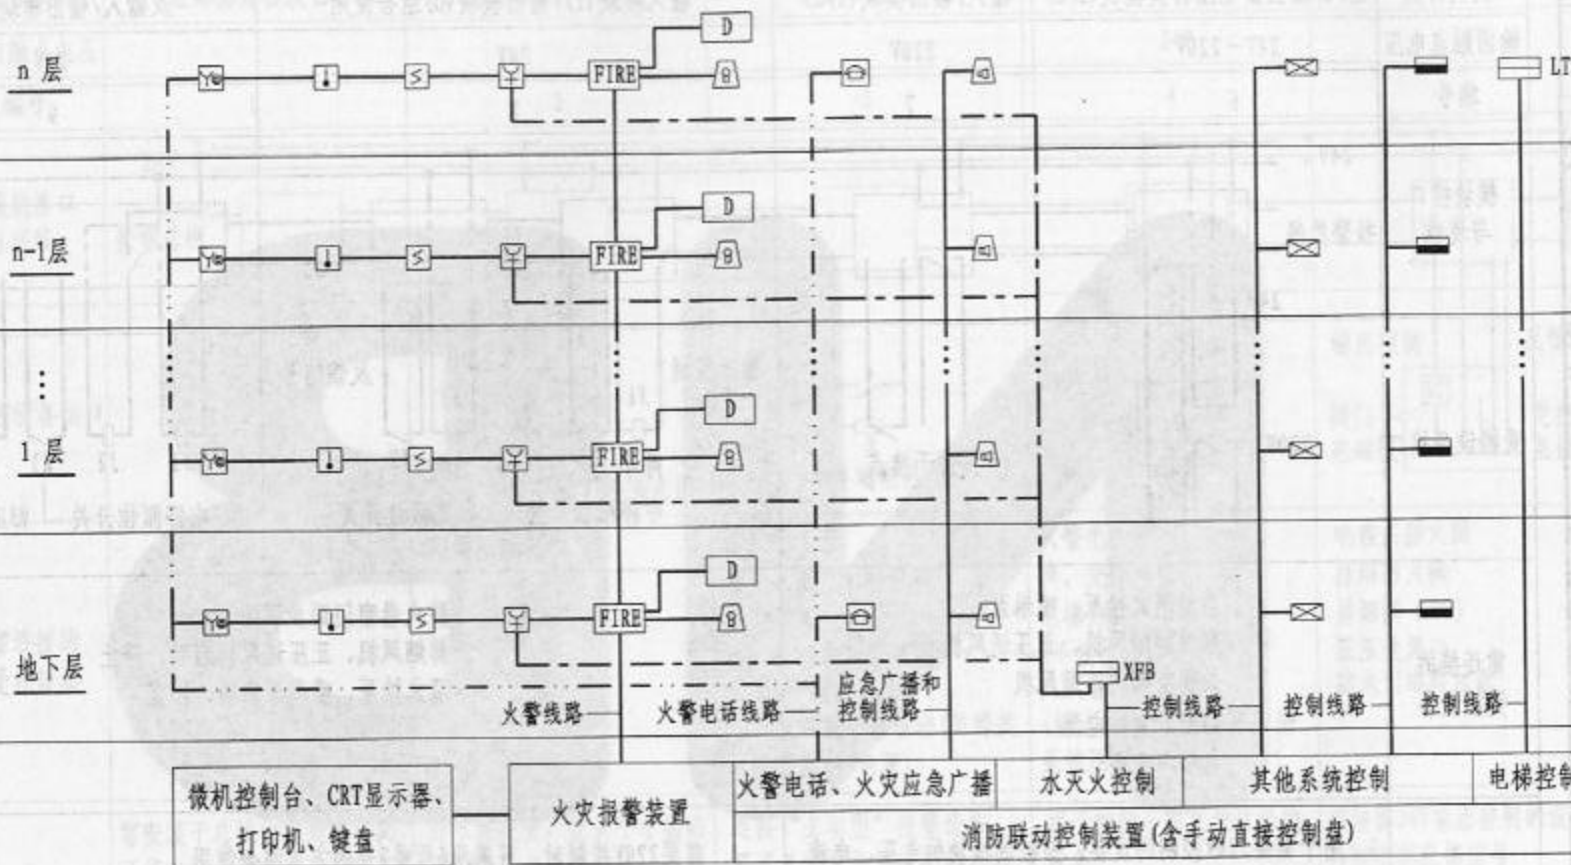 n 层
D
FIRE
LT
n-1层
D
FIRE
1 层
D
FIRE
D
FIRE
地下层
XFB
火警线路
火警电话线路
应急广播和
控制线路
控制线路
控制线路
控制线路
微机控制台、CRT显示器、
打印机、键盘
火灾报警装置
火警电话、火灾应急广播
水灭火控制
其他系统控制
电梯控制
消防联动控制装置(含手动直接控制盘)